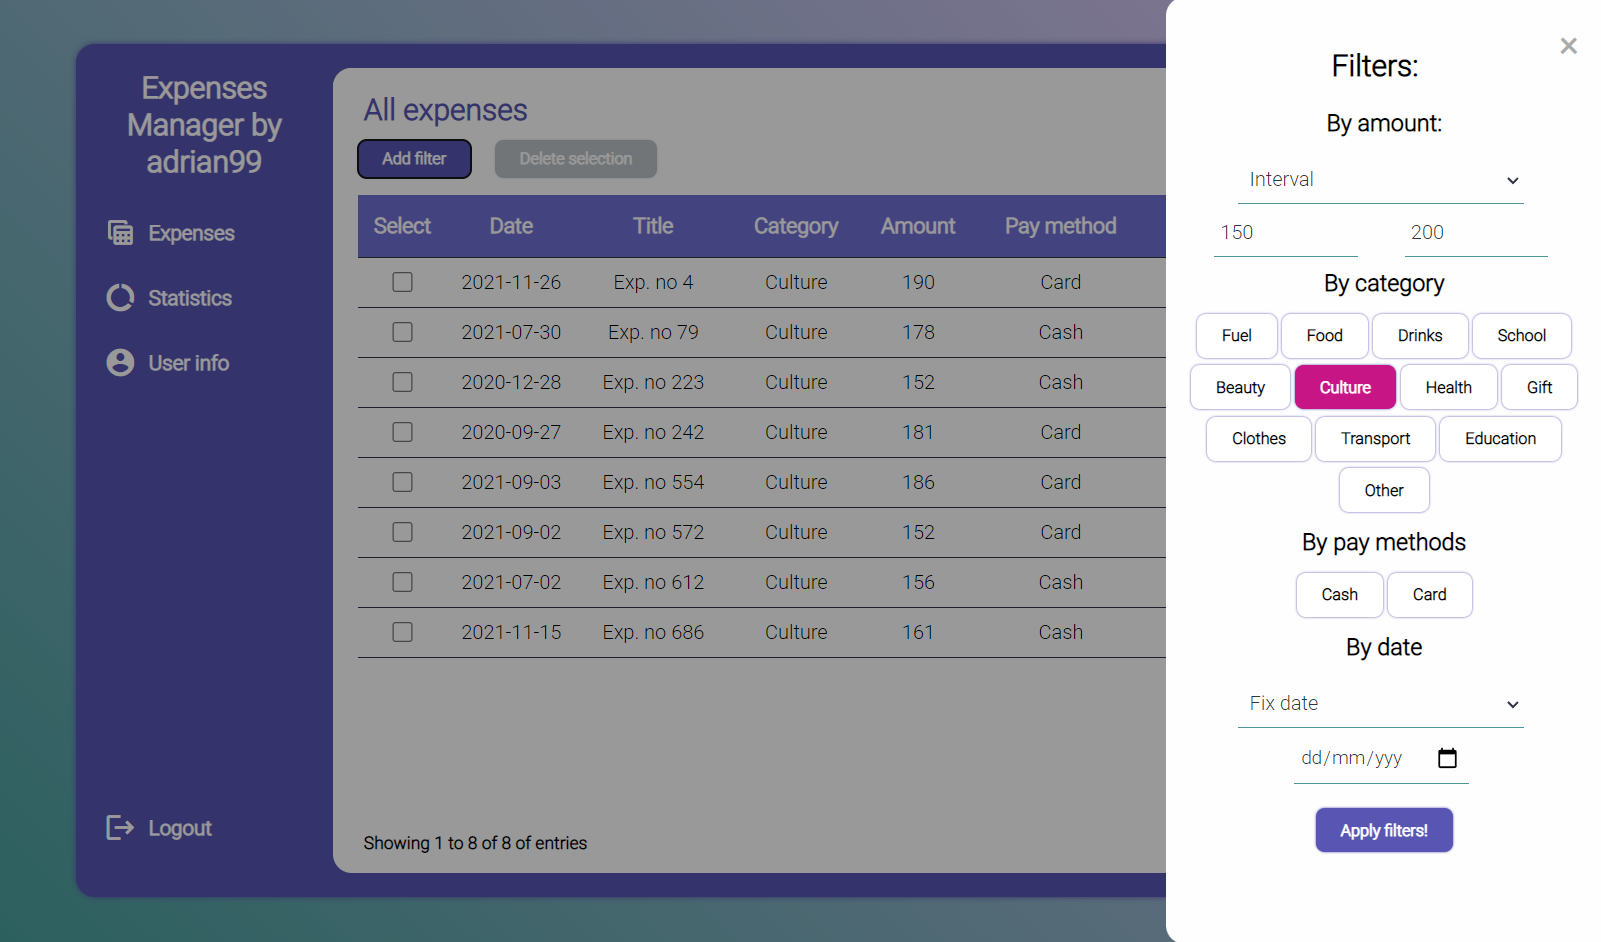 Expenses
Manager by
adrian99
Expenses
Statistics
User info
Logout
All expenses
Add filter
Delete selection
Select Date Title Category Amount Pay method
2021-11-26 Exp. no 4 Culture 190 Card
2021-07-30 Exp. no 79 Culture 178 Cash
2020-12-28 Exp. no 223 Culture 152 Cash
2020-09-27 Exp. no 242 Culture 181 Card
2021-09-03 Exp. no 554 Culture 186 Card
2021-09-02 Exp. no 572 Culture 152 Card
2021-07-02 Exp. no 612 Culture 156 Cash
2021-11-15 Exp. no 686 Culture 161 Cash
Showing 1 to 8 of 8 of entries
Filters:
By amount:
Interval
150 200
By category
Fuel Food Drinks School
Beauty Culture Health Gift
Clothes Transport Education
Other
By pay methods
Cash Card
By date
Fix date
dd/mm/yyy
Apply filters!